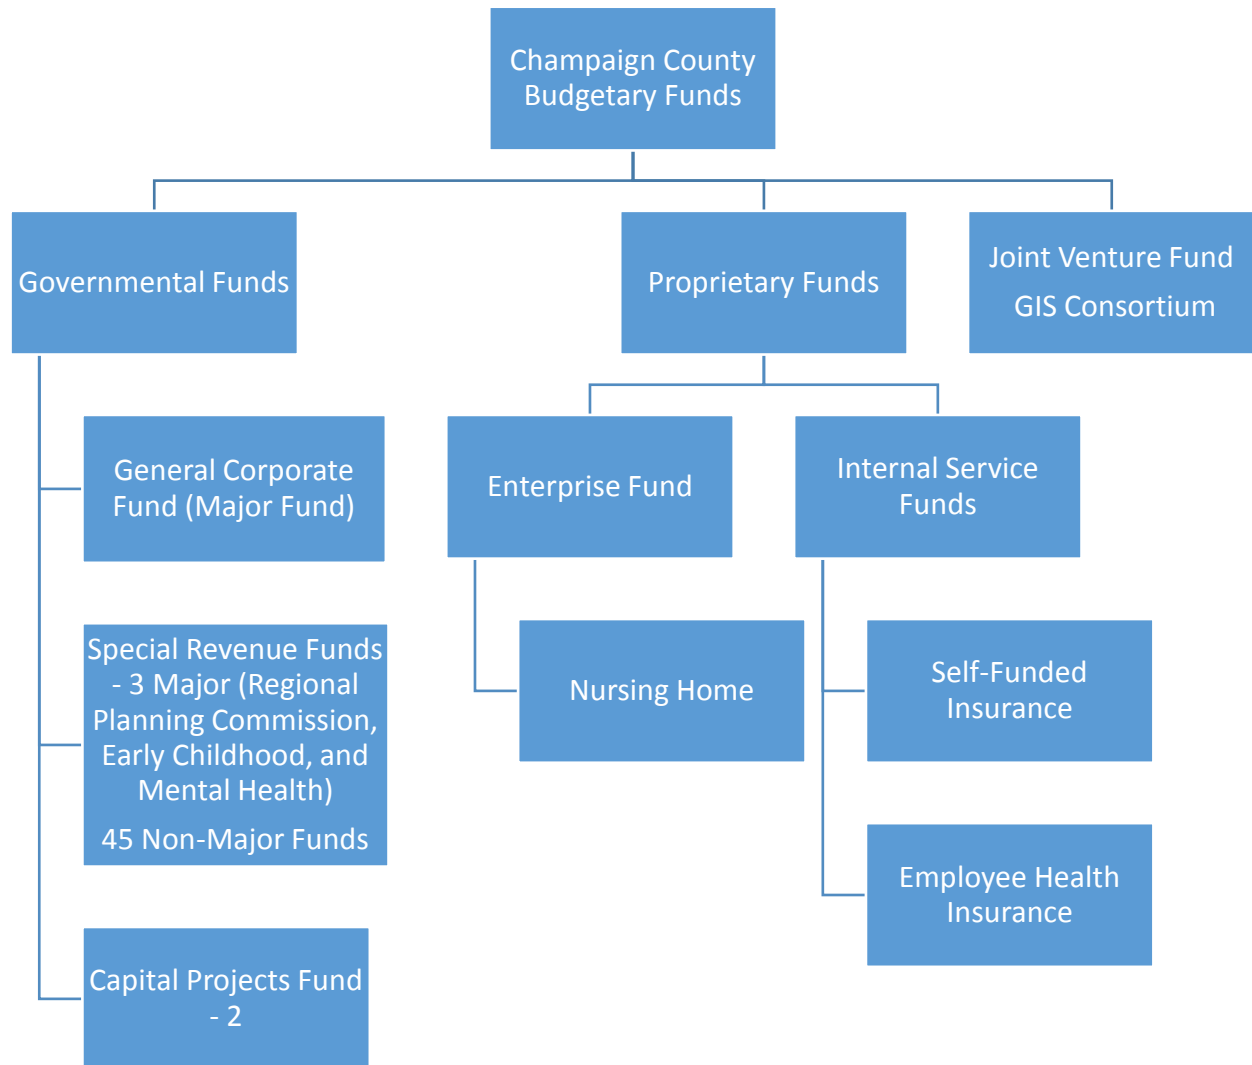 Champaign County
Budgetary Funds
Governmental Funds
Proprietary Funds
Joint Venture Fund
GIS Consortium
General Corporate
Fund (Major Fund)
Enterprise Fund
Internal Service
Funds
Special Revenue Funds
- 3 Major (Regional
Planning Commission,
Early Childhood, and
Mental Health)
45 Non-Major Funds
Nursing Home
Self-Funded
Insurance
Employee Health
Insurance
Capital Projects Fund
- 2